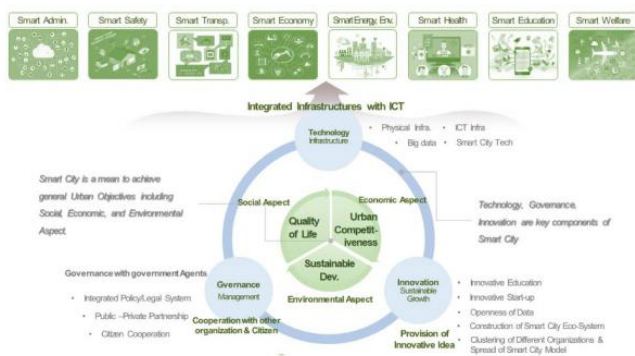 Smart Admin.
Smart Safety
Smart Transp.
Smart Economy
Smart Energy, Env.
Smart Health
Smart Education
Smart Welfare
Integrated Infrastructures with ICT
Technology
Infrastructure
• Physical Infra.
• ICT Infra
• Big data
• Smart City Tech
Smart City is a mean to achieve
general Urban Objectives including
Social, Economic, and Environmental
Aspect.
Social Aspect
Economic Aspect
Quality
of Life
Urban
Competit-
iveness
Sustainable
Dev.
Environmental Aspect
Technology, Governance,
Innovation are key components of
Smart City
Governance with government Agents
• Integrated Policy/Legal System
• Public –Private Partnership
• Citizen Cooperation
Gvernance
Management
Cooperation with other
organization & Citizen
Innovation
Sustainable
Growth
Provision of
Innovative Idea
• Innovative Education
• Innovative Start-up
• Openness of Data
• Construction of Smart City Eco-System
• Clustering of Different Organizations &
Spread of Smart City Model